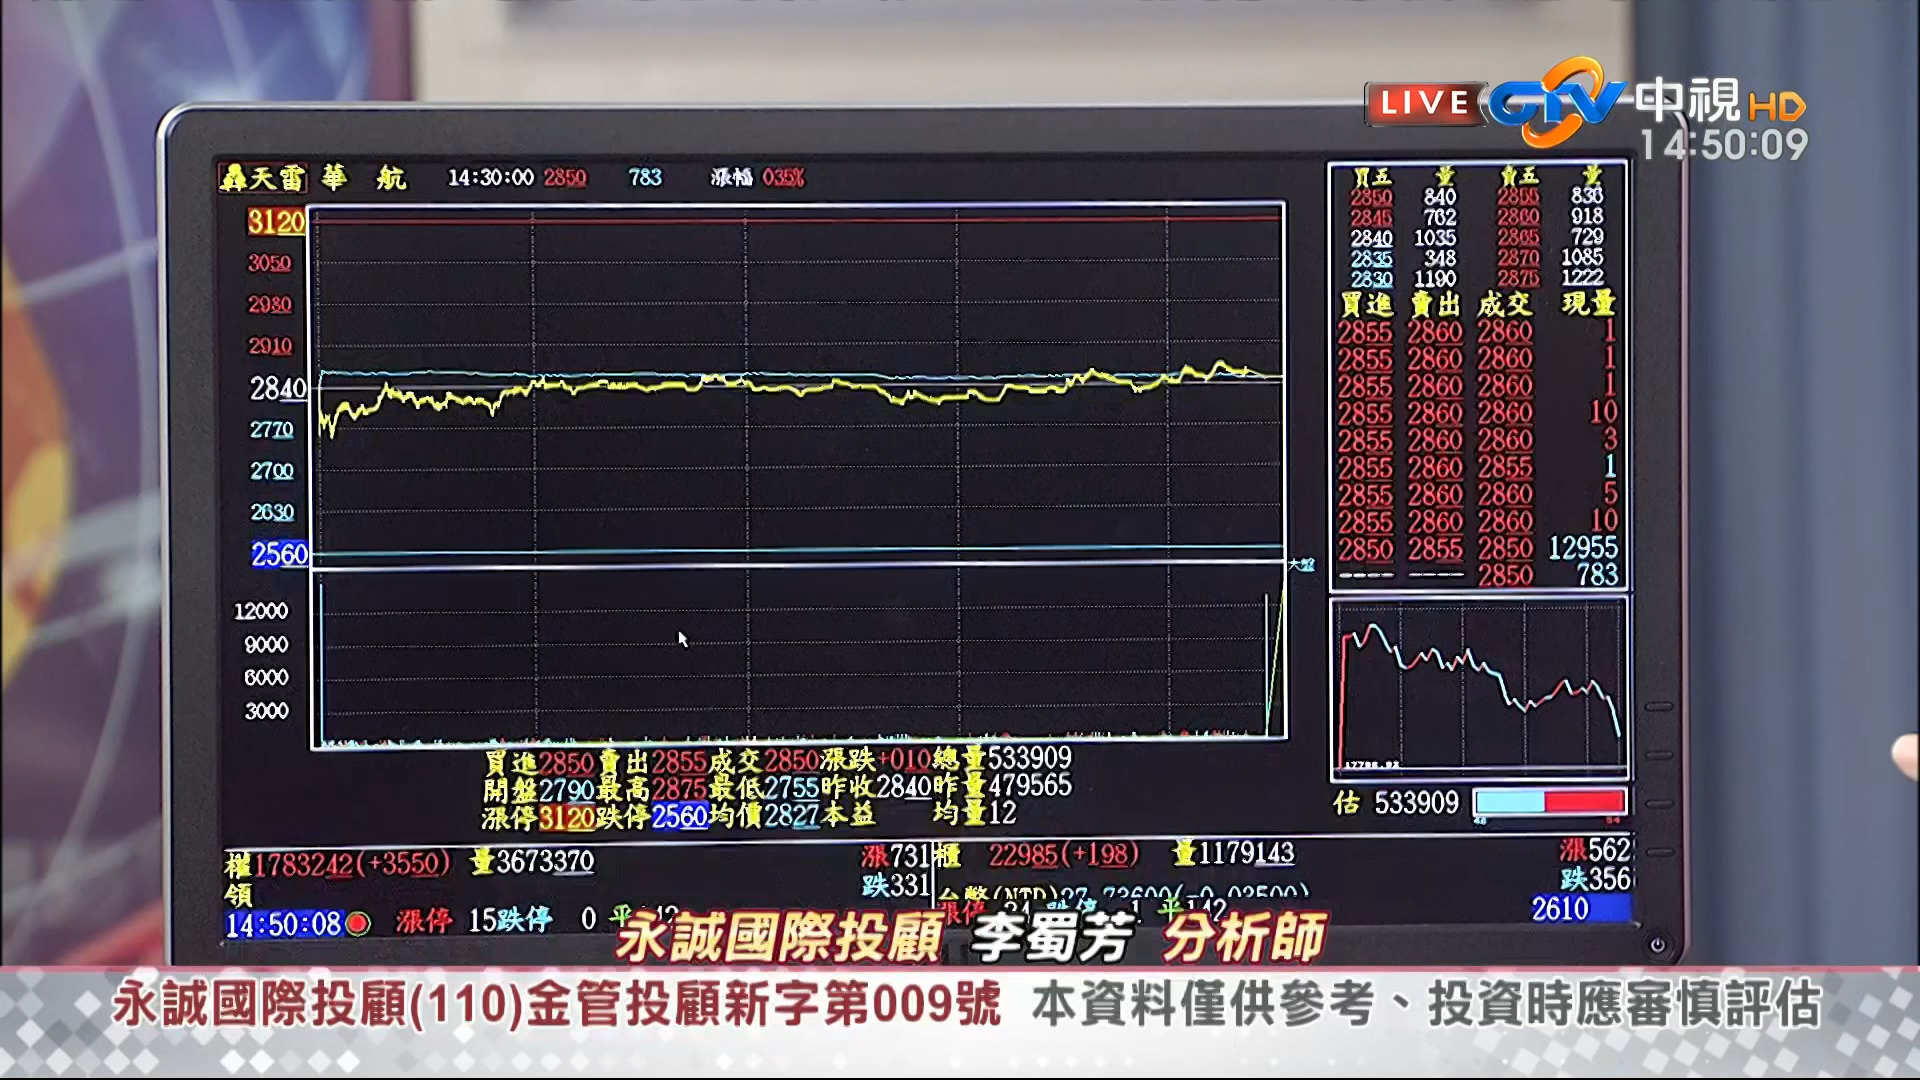 LIVE CTV 中視 HD
14:50:09
天雷 華航 14:30:00 2850 783 漲幅 035%
3120
3050
2980
2910
2840
2770
2700
2630
2560
大盤
12000
9000
6000
3000
買五 量 賣五 量
2850 840 2855 836
2845 762 2860 918
2840 1035 2865 729
2835 348 2870 1085
2830 1190 2875 1222
買進 賣出 成交 現量
2855 2860 2860 1
2855 2860 2860 1
2855 2860 2860 1
2855 2860 2860 10
2855 2860 2860 3
2855 2860 2855 1
2855 2860 2860 5
2855 2860 2860 10
2850 2855 2850 12955
---- ---- 2850 783
估 533909
46 54
買進2850賣出2855成交2850漲跌+010總量533909
開盤2790最高2875最低2755昨收2840昨量479565
漲停3120跌停2560均價2827本益 均量12
權1783242(+3550) 量3673370 漲731
跌331
領
14:50:08 漲停 15跌停 0 平
櫃 22985(+198) 量1179143 漲562
跌356
台幣(NTD)
2610
142
永誠國際投顧 李蜀芳 分析師
永誠國際投顧(110)金管投顧新字第009號 本資料僅供參考、投資時應審慎評估